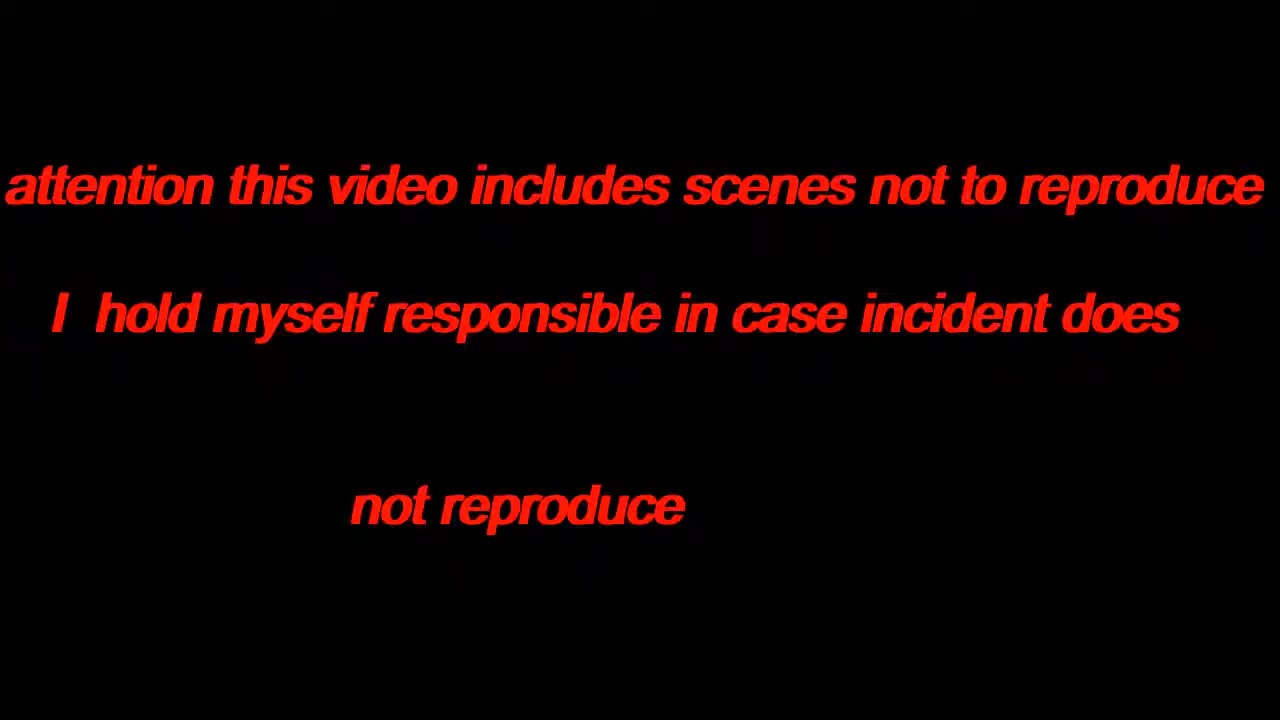 attention this video includes scenes not to reproduce
I hold myself responsible in case incident does
not reproduce